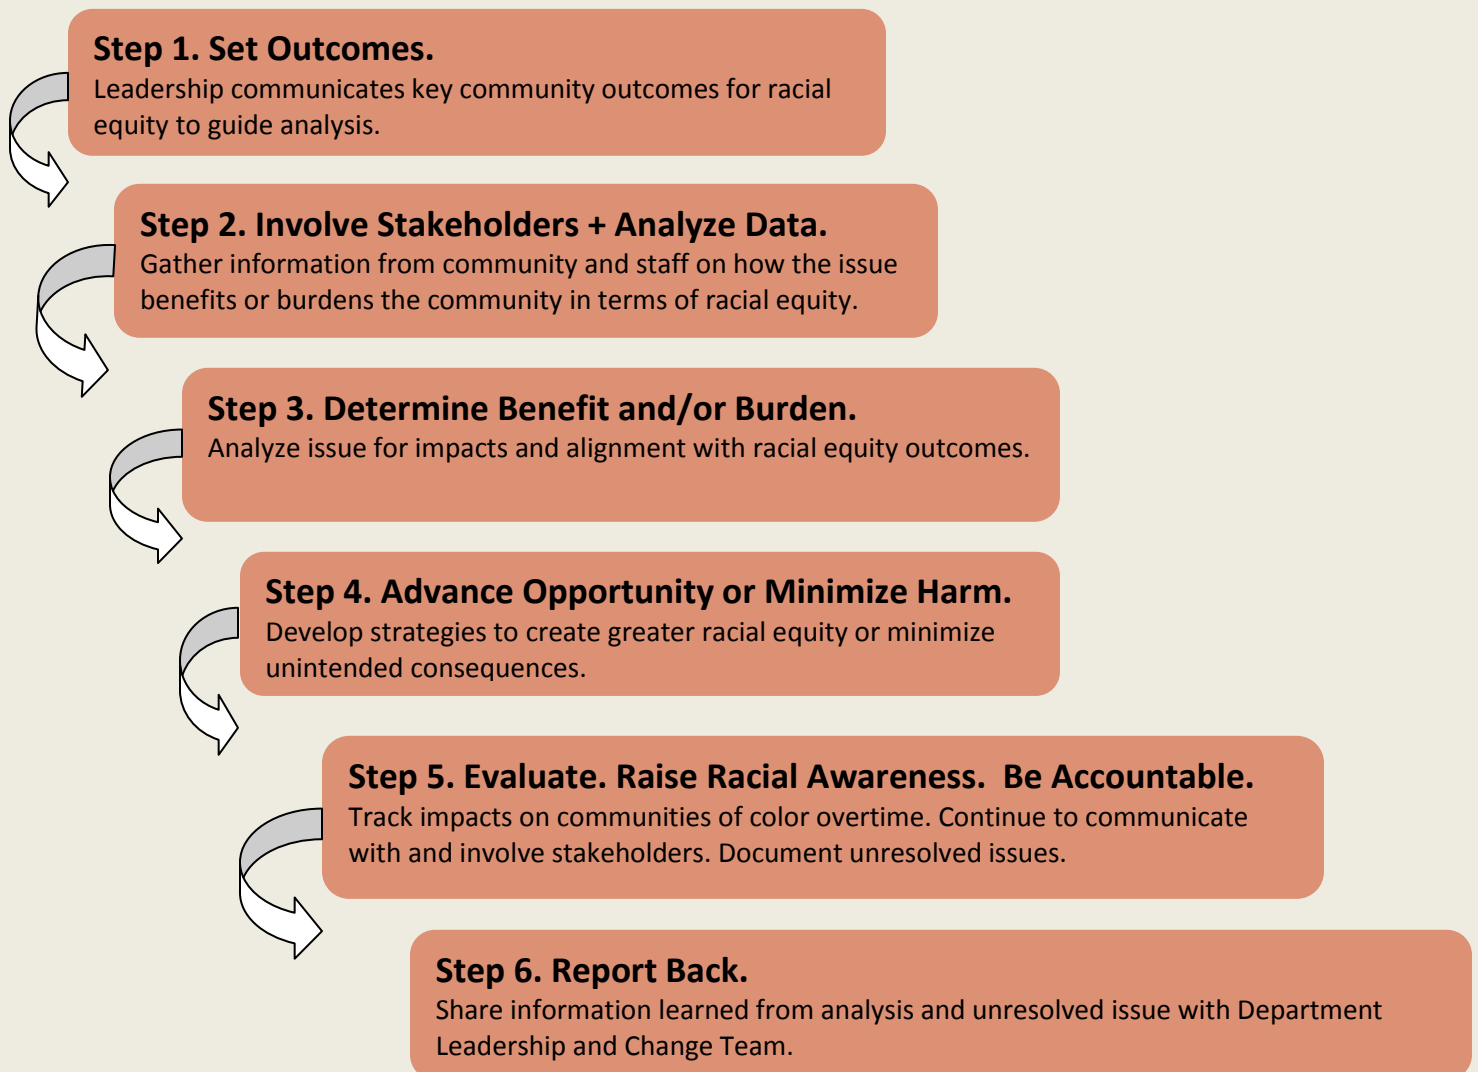 Step 1. Set Outcomes.
Leadership communicates key community outcomes for racial
equity to guide analysis.
Step 2. Involve Stakeholders + Analyze Data.
Gather information from community and staff on how the issue
benefits or burdens the community in terms of racial equity.
Step 3. Determine Benefit and/or Burden.
Analyze issue for impacts and alignment with racial equity outcomes.
Step 4. Advance Opportunity or Minimize Harm.
Develop strategies to create greater racial equity or minimize
unintended consequences.
Step 5. Evaluate. Raise Racial Awareness.  Be Accountable.
Track impacts on communities of color overtime. Continue to communicate
with and involve stakeholders. Document unresolved issues.
Step 6. Report Back.
Share information learned from analysis and unresolved issue with Department
Leadership and Change Team.